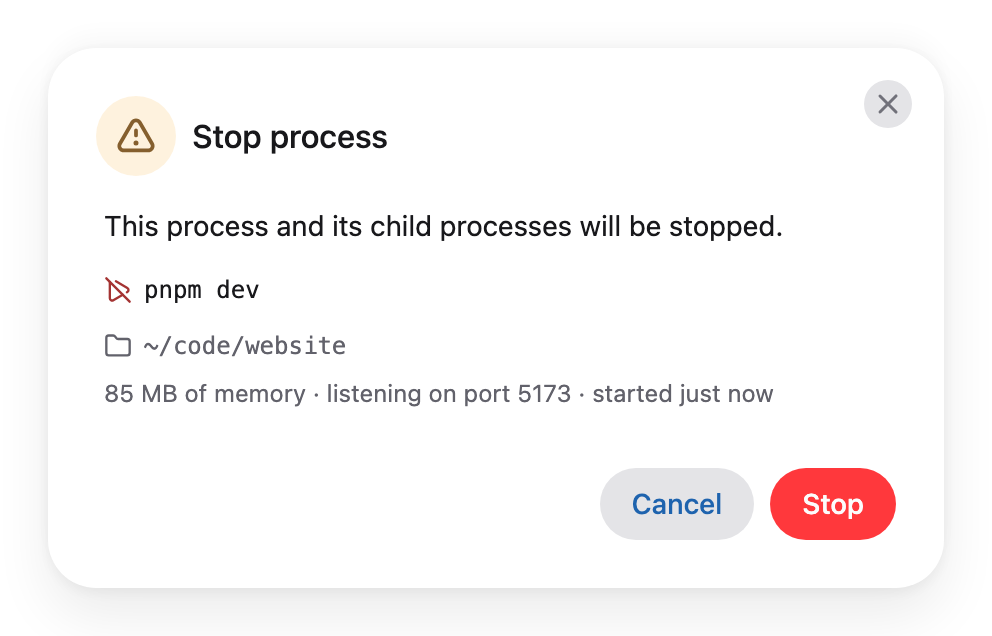 Stop process
This process and its child processes will be stopped.
pnpm dev
~/code/website
85 MB of memory · listening on port 5173 · started just now
Cancel
Stop